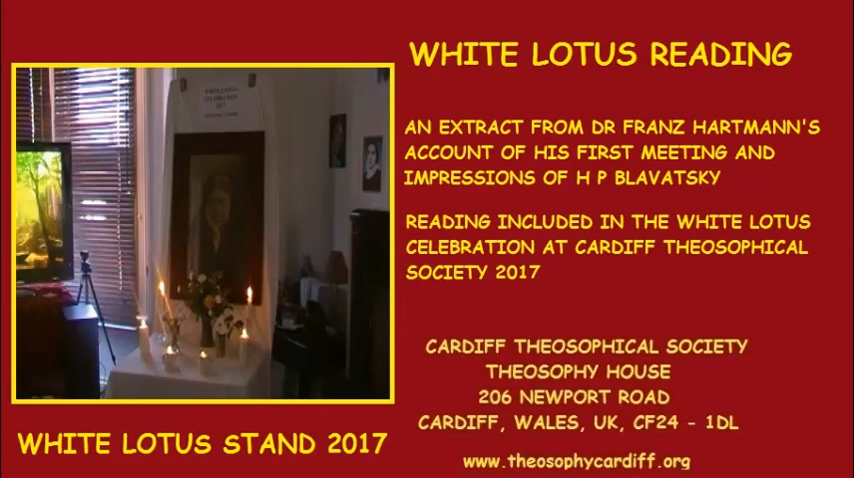 WHITE LOTUS READING
AN EXTRACT FROM DR FRANZ HARTMANN'S
ACCOUNT OF HIS FIRST MEETING AND
IMPRESSIONS OF H P BLAVATSKY
READING INCLUDED IN THE WHITE LOTUS
CELEBRATION AT CARDIFF THEOSOPHICAL
SOCIETY 2017
CARDIFF THEOSOPHICAL SOCIETY
THEOSOPHY HOUSE
206 NEWPORT ROAD
CARDIFF, WALES, UK, CF24 - 1DL
www.theosophycardiff.org
WHITE LOTUS STAND 2017